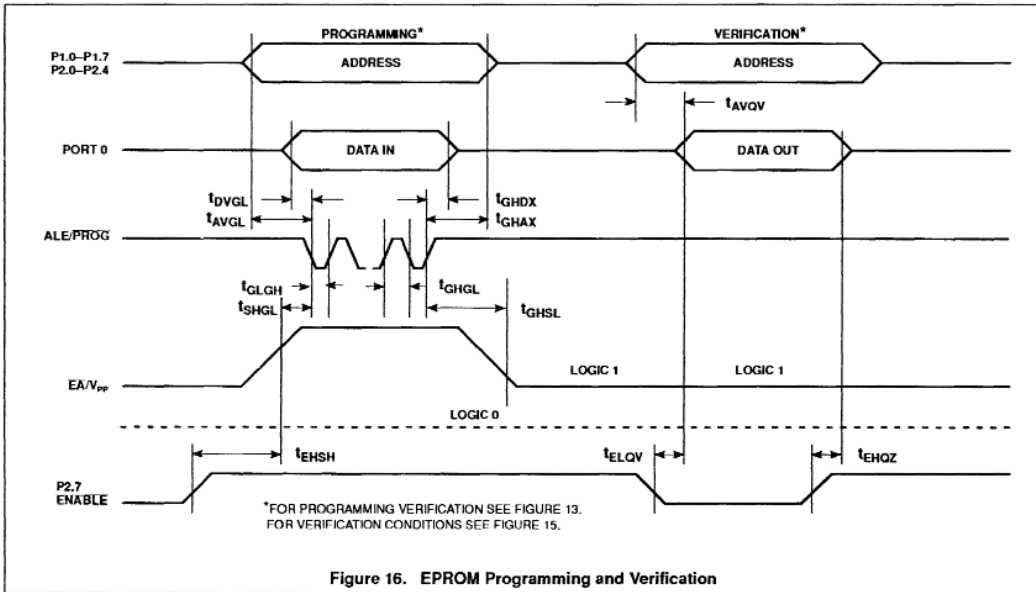 PROGRAMMING*
VERIFICATION*
P1.0–P1.7
P2.0–P2.4
ADDRESS
ADDRESS
tAVQV
PORT 0
DATA IN
DATA OUT
tDVGL
tGHDX
tAVGL
tGHAX
ALE/PROG
tGLGH
tGHGL
tSHGL
tGHSL
EA/VPP
LOGIC 1
LOGIC 1
LOGIC 0
tEHSH
tELQV
tEHQZ
P2.7
ENABLE
*FOR PROGRAMMING VERIFICATION SEE FIGURE 13.
FOR VERIFICATION CONDITIONS SEE FIGURE 15.
Figure 16. EPROM Programming and Verification